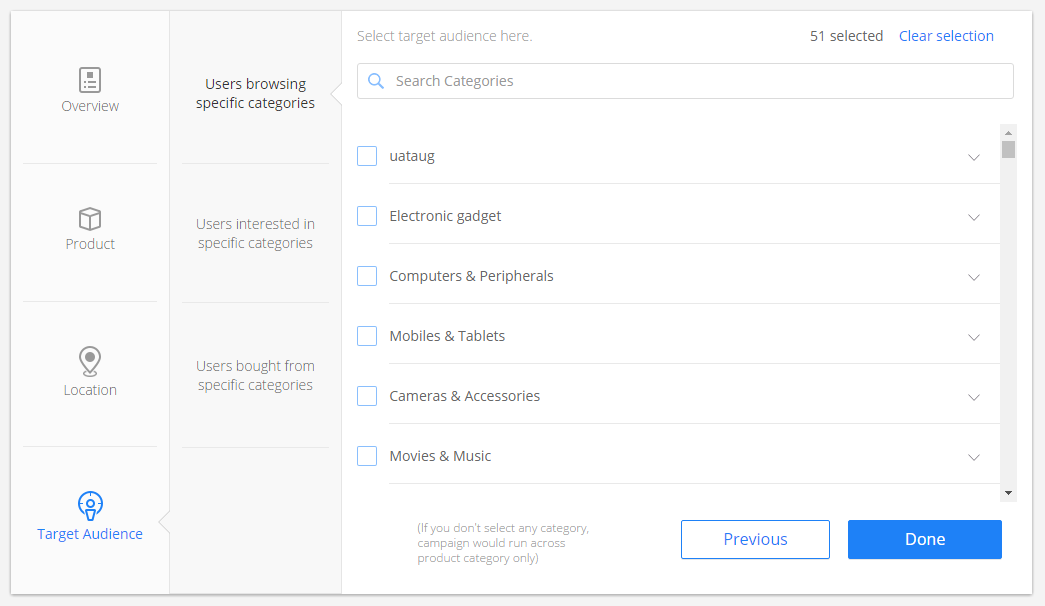 Overview
Product
Location
Target Audience
Users browsing
specific categories
Users interested in
specific categories
Users bought from
specific categories
Select target audience here.
51 selected
Clear selection
Search Categories
uataug
Electronic gadget
Computers & Peripherals
Mobiles & Tablets
Cameras & Accessories
Movies & Music
(If you don't select any category,
campaign would run across
product category only)
Previous
Done